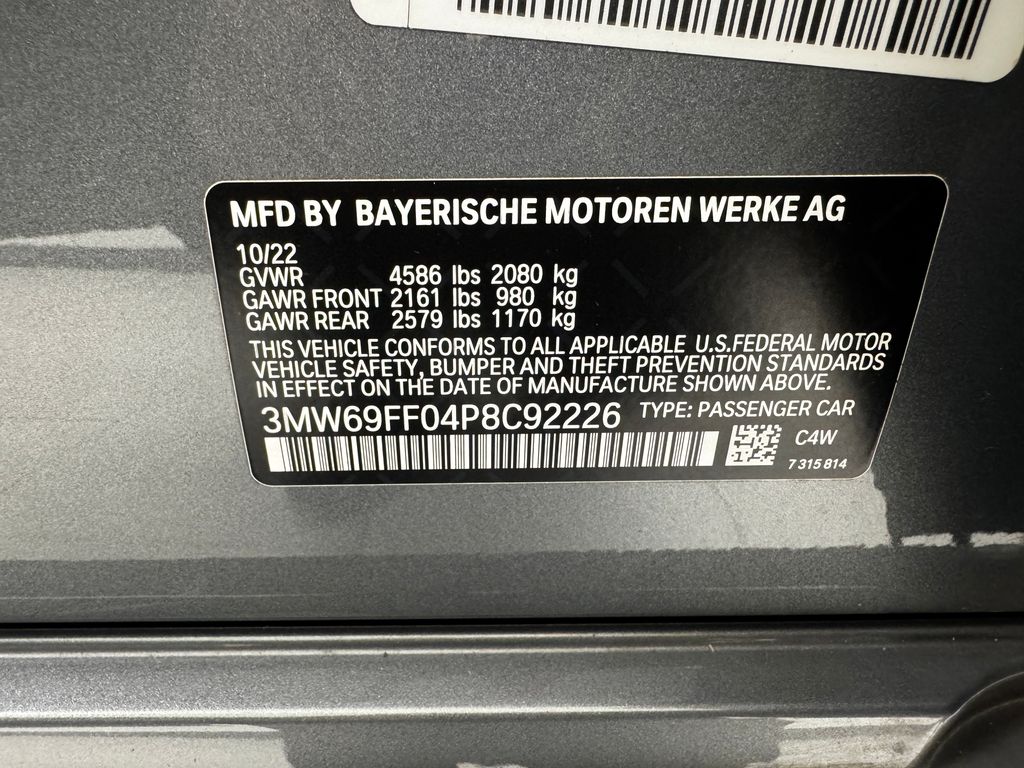 MFD BY BAYERISCHE MOTOREN WERKE AG
10/22
GVWR 4586 lbs 2080 kg
GAWR FRONT 2161 lbs 980 kg
GAWR REAR 2579 lbs 1170 kg
THIS VEHICLE CONFORMS TO ALL APPLICABLE U.S.FEDERAL MOTOR
VEHICLE SAFETY, BUMPER AND THEFT PREVENTION STANDARDS
IN EFFECT ON THE DATE OF MANUFACTURE SHOWN ABOVE.
3MW69FF04P8C92226 TYPE: PASSENGER CAR
C4W
7 315 814